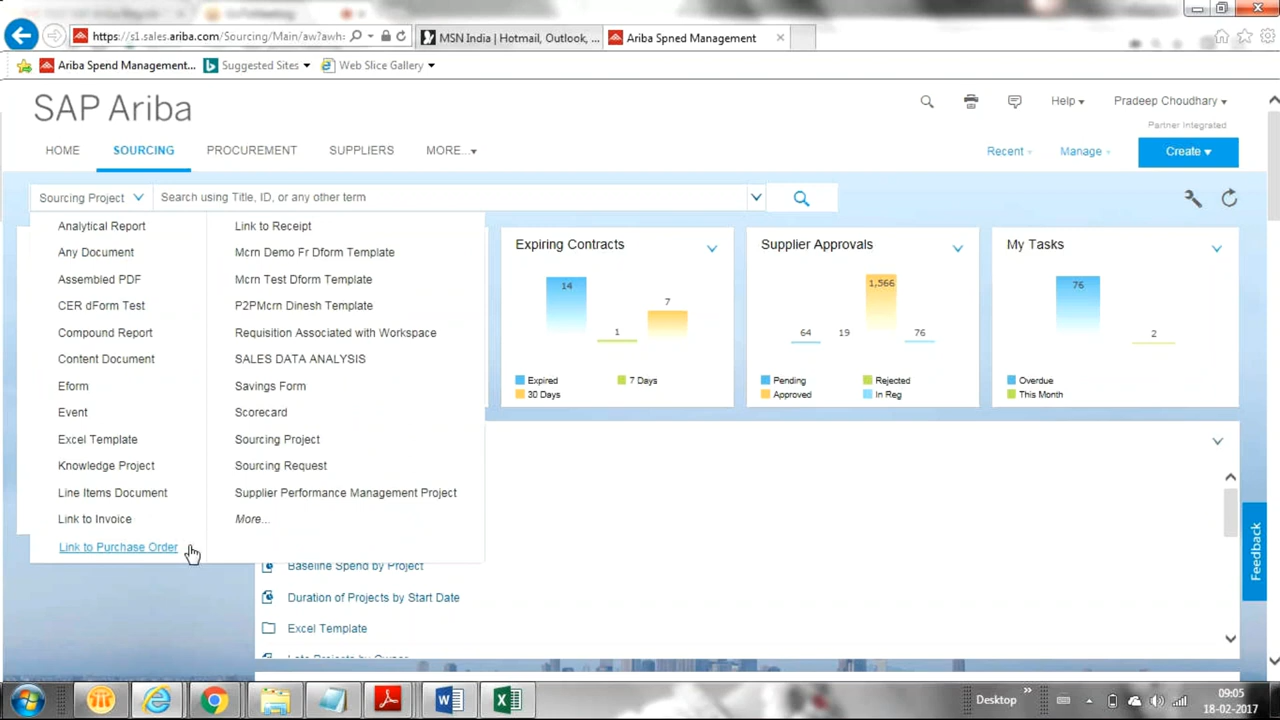 https://s1.sales.ariba.com/Sourcing/Main/aw?awh:
MSN India | Hotmail, Outlook, ...
Ariba Spned Management
Ariba Spend Management...
Suggested Sites
Web Slice Gallery
SAP Ariba
Help
Pradeep Choudhary
Partner Integrated
HOME
SOURCING
PROCUREMENT
SUPPLIERS
MORE...
Recent
Manage
Create
Sourcing Project
Search using Title, ID, or any other term
Analytical Report
Any Document
Assembled PDF
CER dForm Test
Compound Report
Content Document
Eform
Event
Excel Template
Knowledge Project
Line Items Document
Link to Invoice
Link to Purchase Order
Link to Receipt
Mcrn Demo Fr Dform Template
Mcrn Test Dform Template
P2PMcrn Dinesh Template
Requisition Associated with Workspace
SALES DATA ANALYSIS
Savings Form
Scorecard
Sourcing Project
Sourcing Request
Supplier Performance Management Project
More...
Expiring Contracts
14
1
7
Expired
7 Days
30 Days
Supplier Approvals
64
19
1,566
76
Pending
Rejected
Approved
In Reg
My Tasks
76
2
Overdue
This Month
Baseline Spend by Project
Duration of Projects by Start Date
Excel Template
Late Projects by Owner
Feedback
Desktop
09:05
18-02-2017